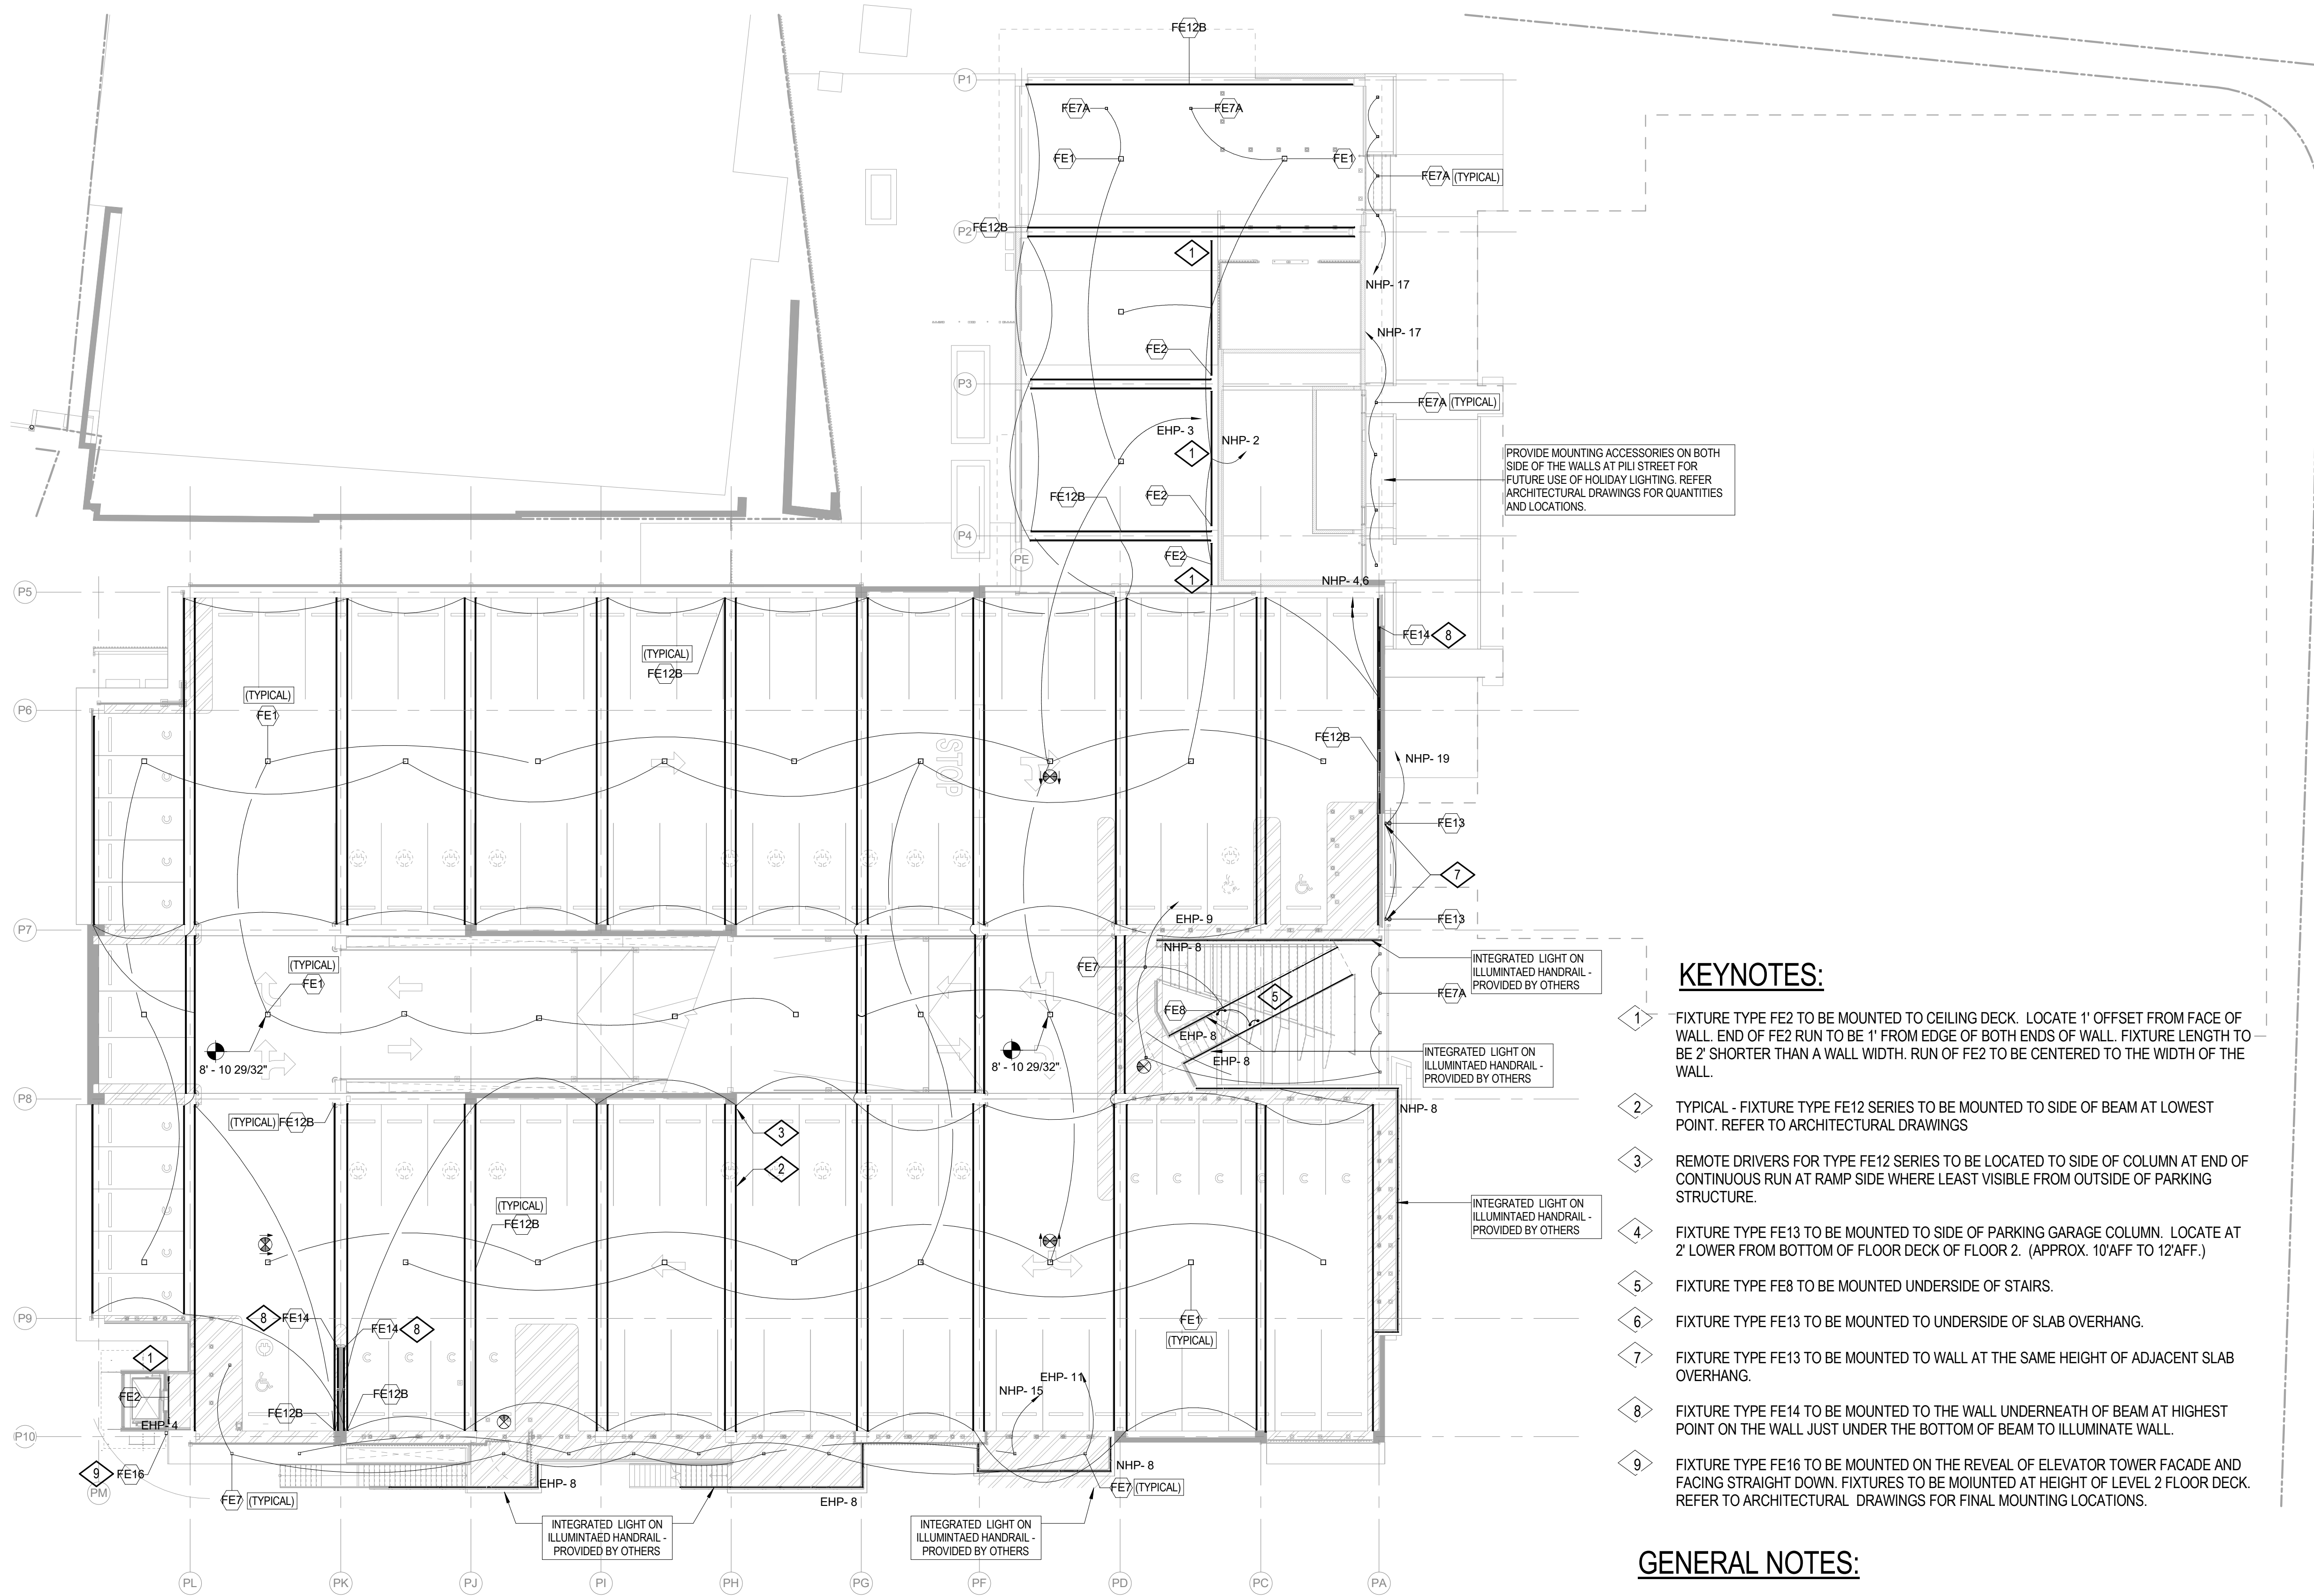 FE12B
P1
FE7A
FE7A
FE1
FE1
FE7A (TYPICAL)
P2
FE12B
1
NHP- 17
NHP- 17
FE2
P3
FE7A (TYPICAL)
EHP- 3
NHP- 2
1
PROVIDE MOUNTING ACCESSORIES ON BOTH
SIDE OF THE WALLS AT PILI STREET FOR
FUTURE USE OF HOLIDAY LIGHTING. REFER
ARCHITECTURAL DRAWINGS FOR QUANTITIES
AND LOCATIONS.
FE12B
FE2
P4
PE
FE2
1
NHP- 4,6
P5
FE14
8
(TYPICAL)
FE12B
(TYPICAL)
FE1
P6
FE12B
STOP
NHP- 19
FE13
7
FE13
EHP- 9
P7
NHP- 8
(TYPICAL)
FE1
FE7
INTEGRATED LIGHT ON
ILLUMINTAED HANDRAIL -
PROVIDED BY OTHERS
5
FE7A
FE8
EHP- 8
EHP- 8
8' - 10 29/32"
8' - 10 29/32"
INTEGRATED LIGHT ON
ILLUMINTAED HANDRAIL -
PROVIDED BY OTHERS
P8
NHP- 8
(TYPICAL) FE12B
3
2
(TYPICAL)
FE12B
INTEGRATED LIGHT ON
ILLUMINTAED HANDRAIL -
PROVIDED BY OTHERS
P9
8
FE14
FE14
8
FE1
(TYPICAL)
1
FE2
FE12B
FE12B
EHP- 4
NHP- 15
EHP- 11
P10
9
FE16
PM
FE7 (TYPICAL)
EHP- 8
EHP- 8
NHP- 8
FE7 (TYPICAL)
INTEGRATED LIGHT ON
ILLUMINTAED HANDRAIL -
PROVIDED BY OTHERS
INTEGRATED LIGHT ON
ILLUMINTAED HANDRAIL -
PROVIDED BY OTHERS
PL
PK
PJ
PI
PH
PG
PF
PD
PC
PA
KEYNOTES:
1 FIXTURE TYPE FE2 TO BE MOUNTED TO CEILING DECK. LOCATE 1' OFFSET FROM FACE OF
WALL. END OF FE2 RUN TO BE 1' FROM EDGE OF BOTH ENDS OF WALL. FIXTURE LENGTH TO
BE 2' SHORTER THAN A WALL WIDTH. RUN OF FE2 TO BE CENTERED TO THE WIDTH OF THE
WALL.
2 TYPICAL - FIXTURE TYPE FE12 SERIES TO BE MOUNTED TO SIDE OF BEAM AT LOWEST
POINT. REFER TO ARCHITECTURAL DRAWINGS
3 REMOTE DRIVERS FOR TYPE FE12 SERIES TO BE LOCATED TO SIDE OF COLUMN AT END OF
CONTINUOUS RUN AT RAMP SIDE WHERE LEAST VISIBLE FROM OUTSIDE OF PARKING
STRUCTURE.
4 FIXTURE TYPE FE13 TO BE MOUNTED TO SIDE OF PARKING GARAGE COLUMN. LOCATE AT
2' LOWER FROM BOTTOM OF FLOOR DECK OF FLOOR 2. (APPROX. 10'AFF TO 12'AFF.)
5 FIXTURE TYPE FE8 TO BE MOUNTED UNDERSIDE OF STAIRS.
6 FIXTURE TYPE FE13 TO BE MOUNTED TO UNDERSIDE OF SLAB OVERHANG.
7 FIXTURE TYPE FE13 TO BE MOUNTED TO WALL AT THE SAME HEIGHT OF ADJACENT SLAB
OVERHANG.
8 FIXTURE TYPE FE14 TO BE MOUNTED TO THE WALL UNDERNEATH OF BEAM AT HIGHEST
POINT ON THE WALL JUST UNDER THE BOTTOM OF BEAM TO ILLUMINATE WALL.
9 FIXTURE TYPE FE16 TO BE MOUNTED ON THE REVEAL OF ELEVATOR TOWER FACADE AND
FACING STRAIGHT DOWN. FIXTURES TO BE MOIUNTED AT HEIGHT OF LEVEL 2 FLOOR DECK.
REFER TO ARCHITECTURAL DRAWINGS FOR FINAL MOUNTING LOCATIONS.
GENERAL NOTES: